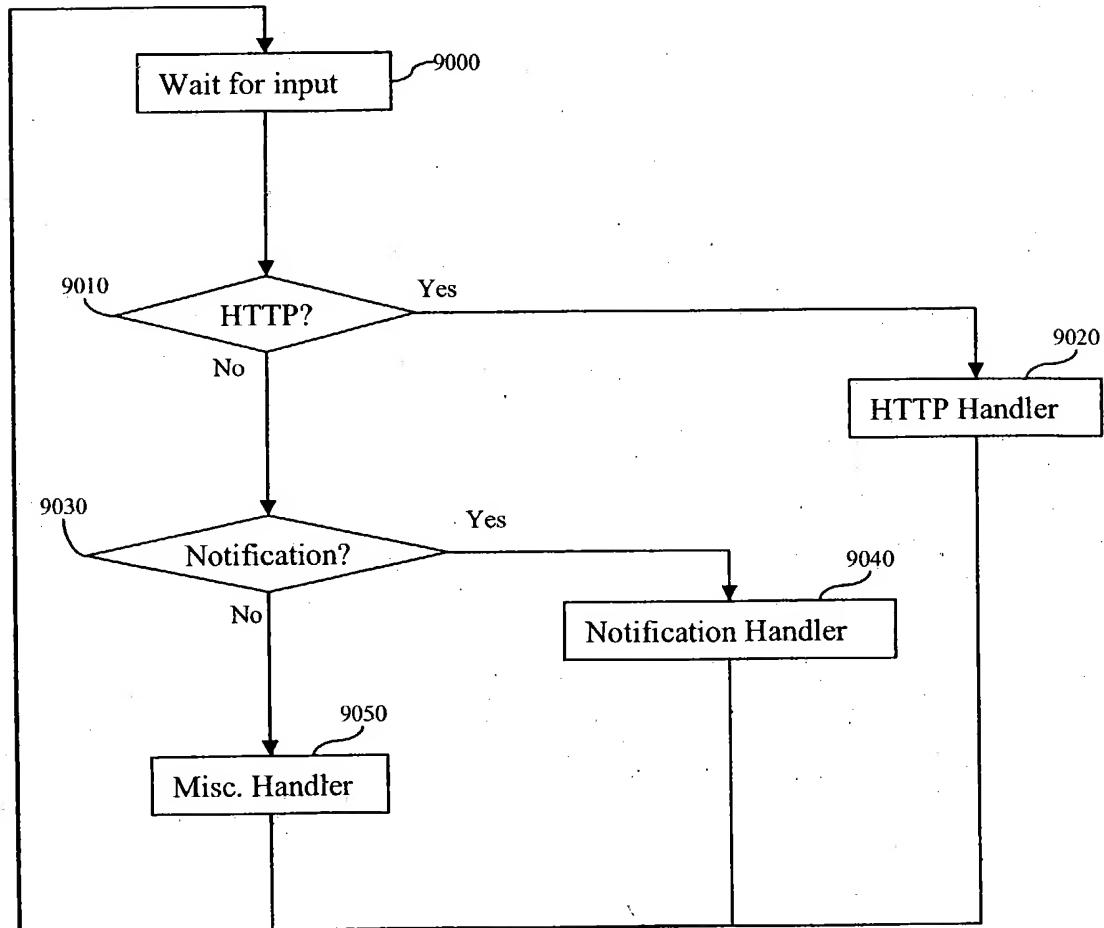 9000
Wait for input
9010
HTTP?
Yes
No
9020
HTTP Handler
9030
Notification?
Yes
No
9040
Notification Handler
9050
Misc. Handler